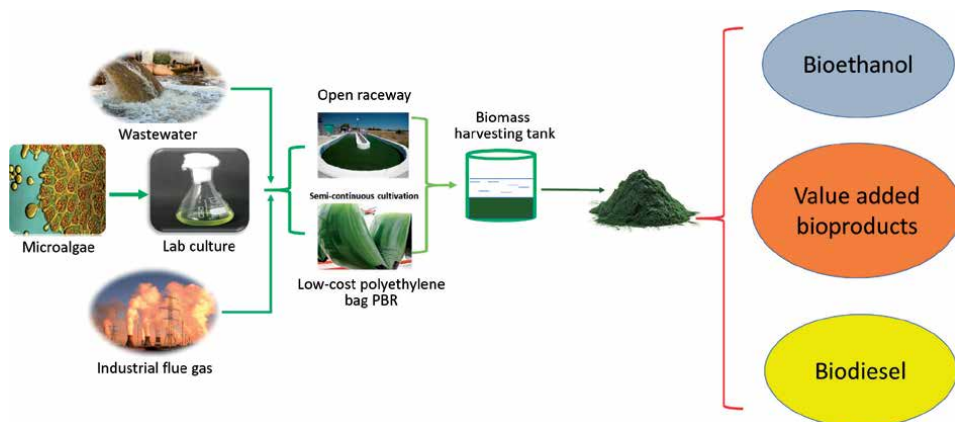 Wastewater
Microalgae
Lab culture
Industrial flue gas
Open raceway
Semi-continuous cultivation
Low-cost polyethylene
bag PBR
Biomass
harvesting tank
Bioethanol
Value added
bioproducts
Biodiesel